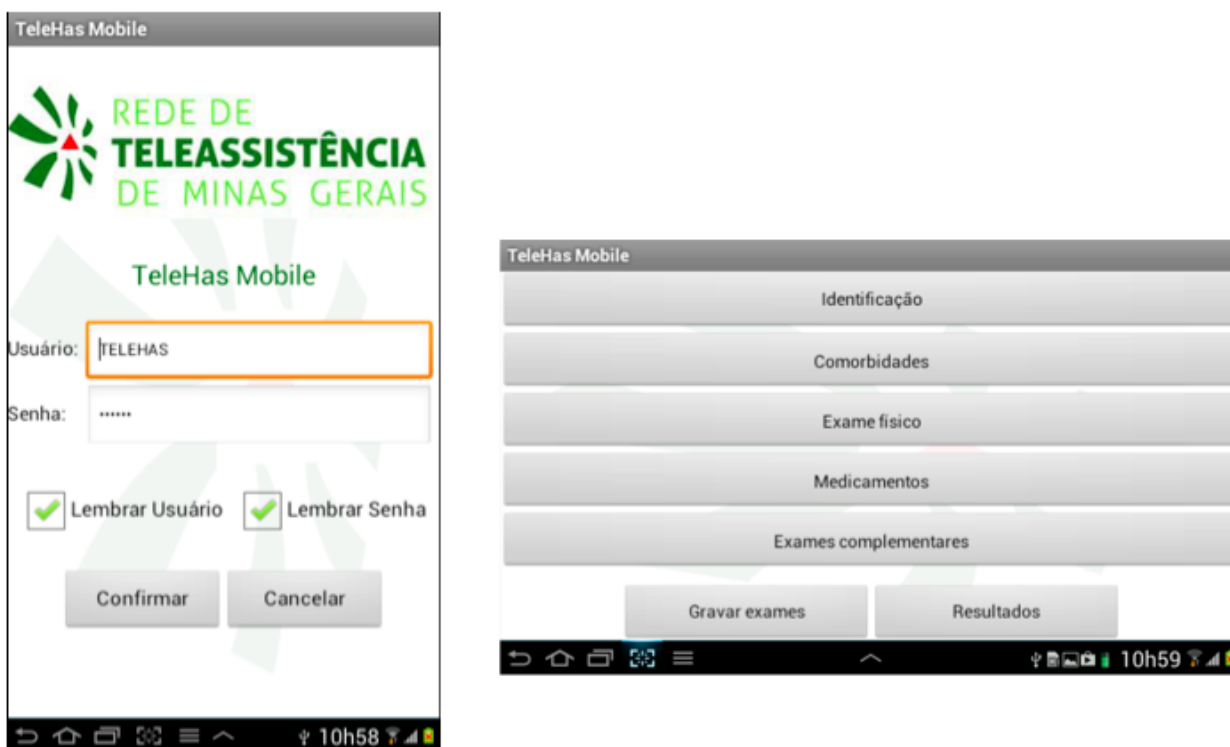 TeleHas Mobile
REDE DE
TELEASSISTÊNCIA
DE MINAS GERAIS
TeleHas Mobile
Usuário: TELEHAS
Senha: ······
Lembrar Usuário Lembrar Senha
Confirmar Cancelar
10h58
TeleHas Mobile
Identificação
Comorbidades
Exame físico
Medicamentos
Exames complementares
Gravar exames Resultados
10h59